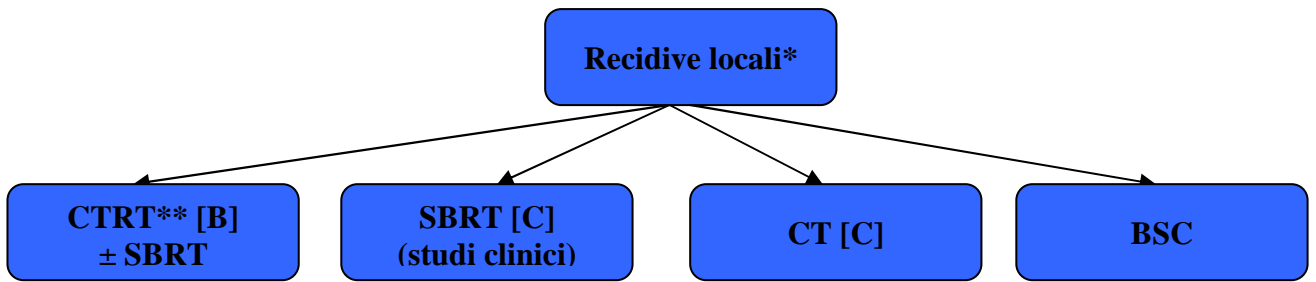 Recidive locali*
CTRT** [B]
± SBRT
SBRT [C]
(studi clinici)
CT [C]
BSC